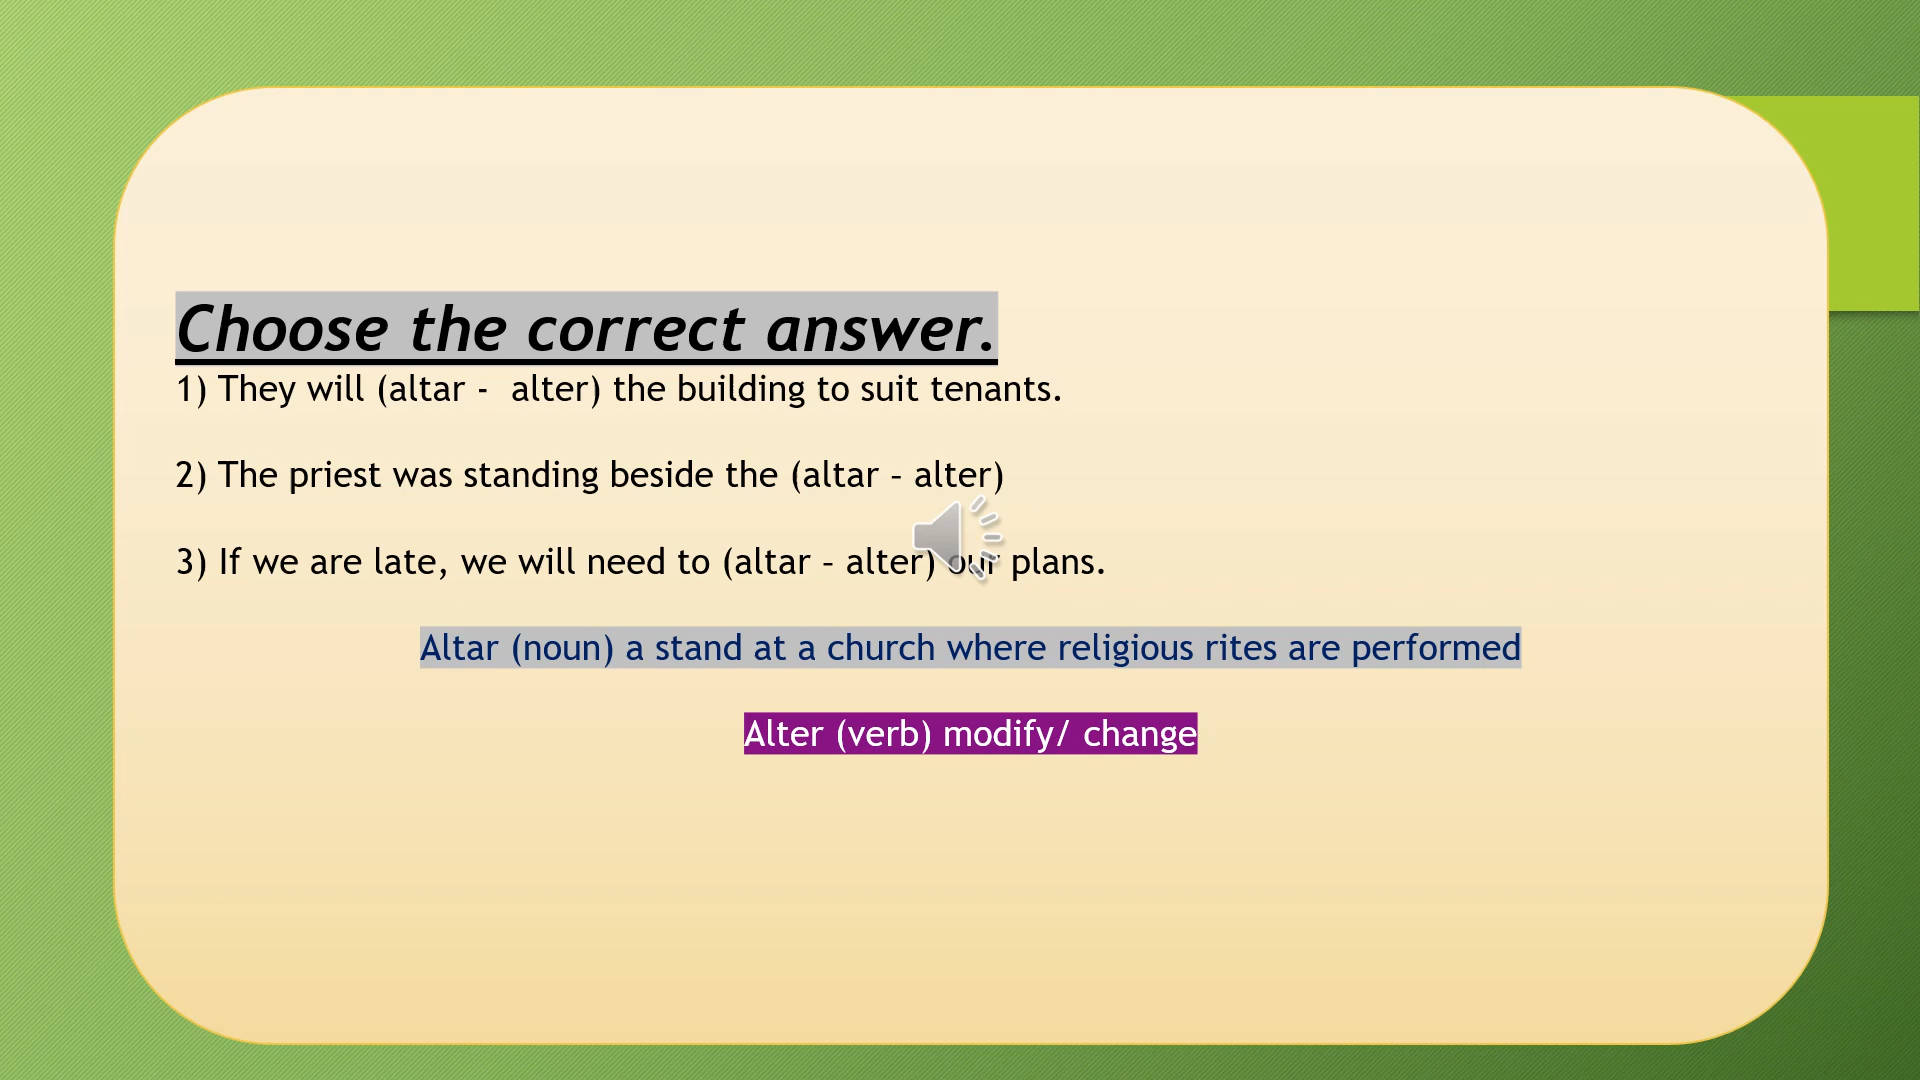 Choose the correct answer.
1) They will (altar -  alter) the building to suit tenants.
2) The priest was standing beside the (altar – alter)
3) If we are late, we will need to (altar – alter) our plans.
Altar (noun) a stand at a church where religious rites are performed
Alter (verb) modify/ change